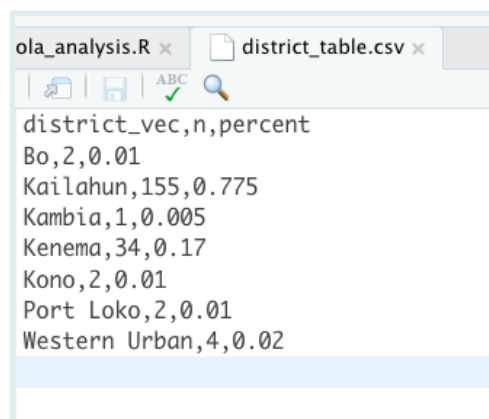 ola_analysis.R × district_table.csv ×
ABC
district_vec,n,percent
Bo,2,0.01
Kailahun,155,0.775
Kambia,1,0.005
Kenema,34,0.17
Kono,2,0.01
Port Loko,2,0.01
Western Urban,4,0.02